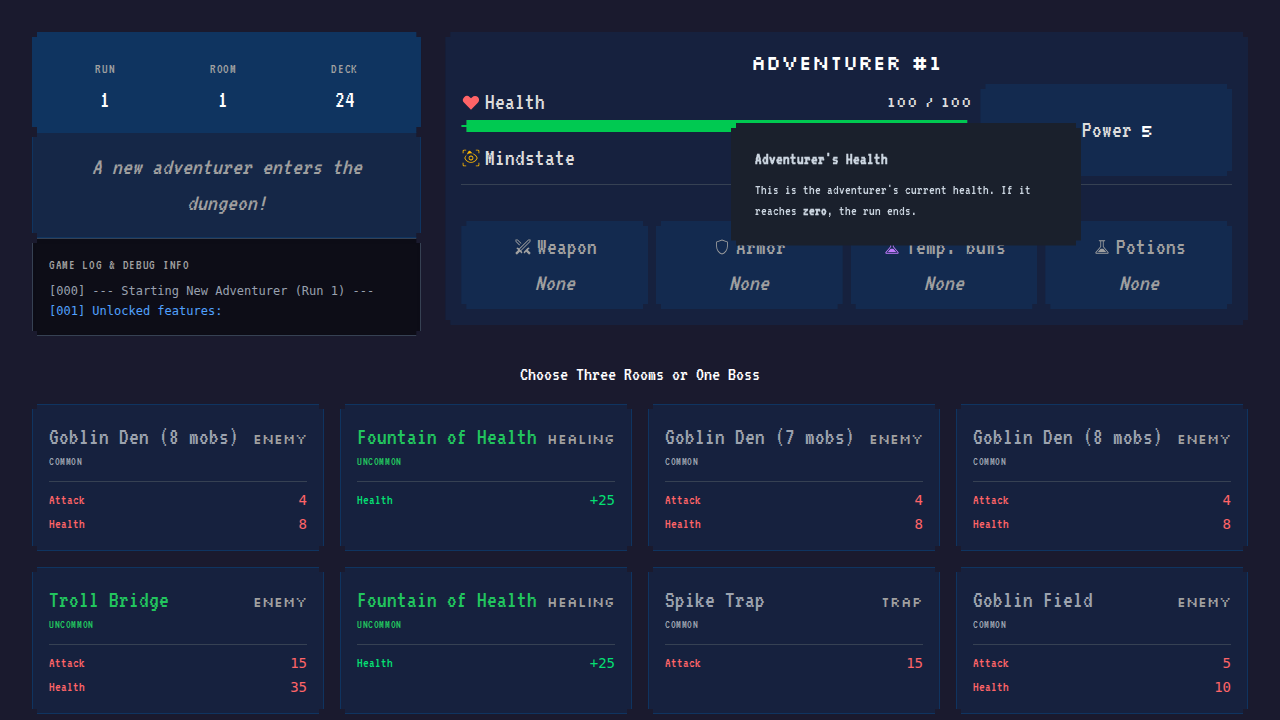 RUN ROOM DECK
1 1 24
A new adventurer enters the
dungeon!
GAME LOG & DEBUG INFO
[000] --- Starting New Adventurer (Run 1) ---
[001] Unlocked features:
ADVENTURER #1
Health 100 / 100
Power 5
Mindstate
Adventurer's Health
This is the adventurer's current health. If it
reaches zero, the run ends.
Weapon Armor Temp. Buffs Potions
None None None None
Choose Three Rooms or One Boss
Goblin Den (8 mobs) ENEMY
COMMON
Attack 4
Health 8
Fountain of Health HEALING
UNCOMMON
Health +25
Goblin Den (7 mobs) ENEMY
COMMON
Attack 4
Health 8
Goblin Den (8 mobs) ENEMY
COMMON
Attack 4
Health 8
Troll Bridge ENEMY
UNCOMMON
Attack 15
Health 35
Fountain of Health HEALING
UNCOMMON
Health +25
Spike Trap TRAP
COMMON
Attack 15
Goblin Field ENEMY
COMMON
Attack 5
Health 10